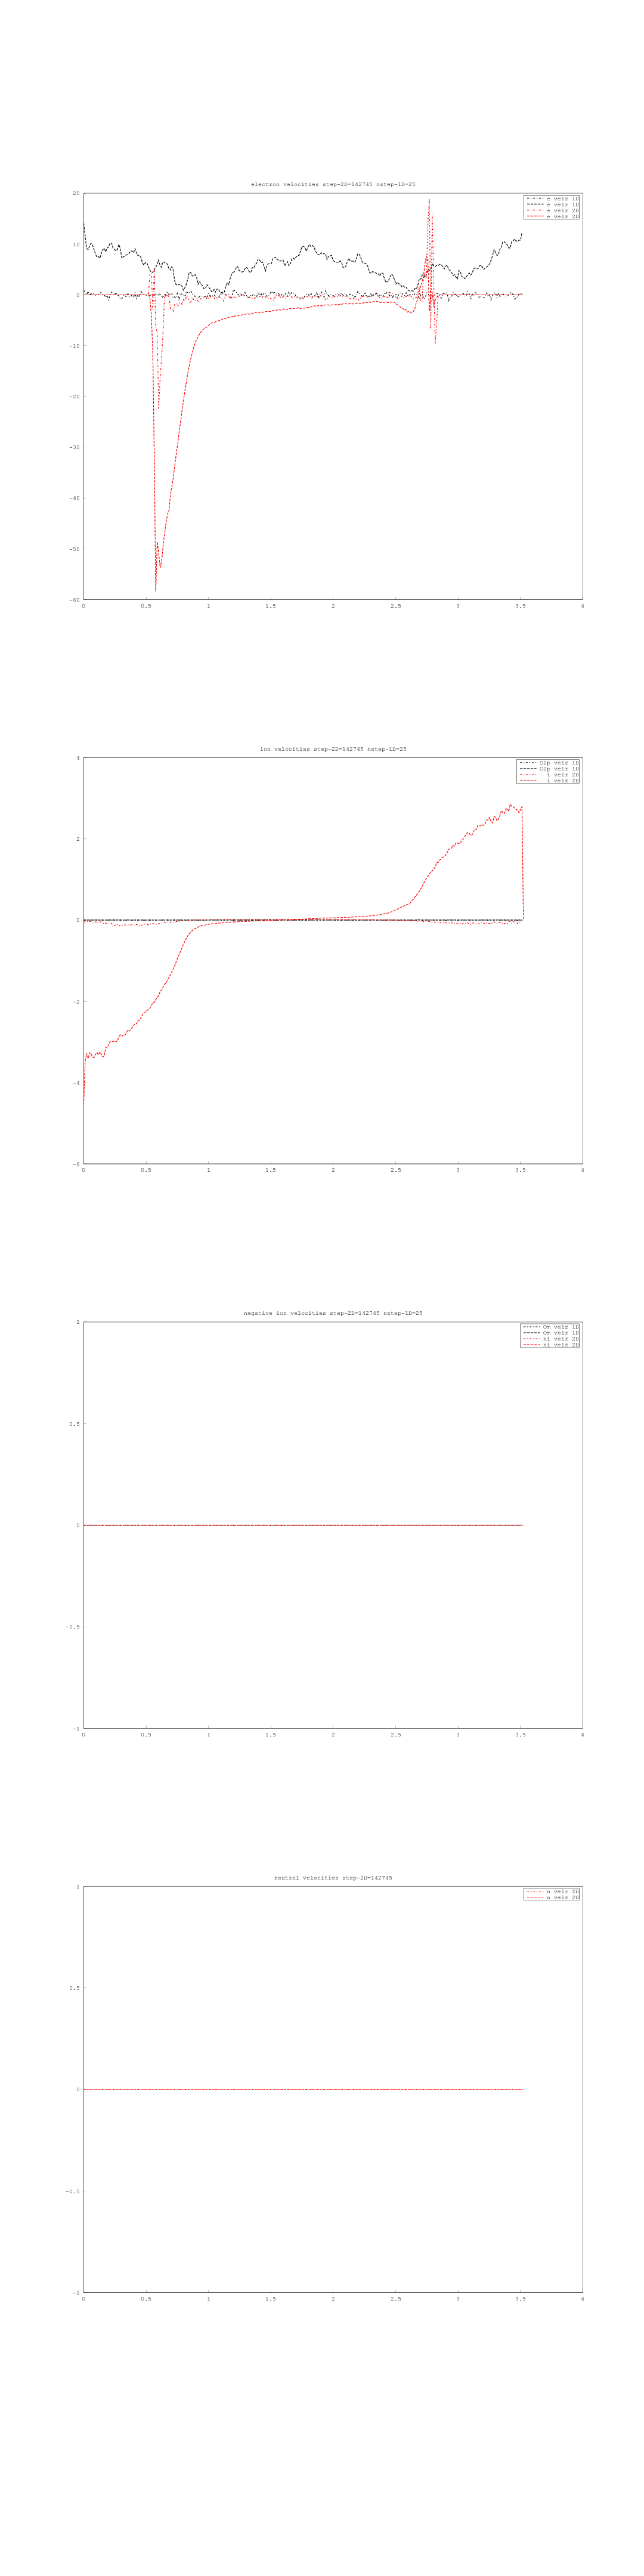 electron velocities step-2D=142745 nstep-1D=25
20
10
0
-10
-20
-30
-40
-50
-60
0 0.5 1 1.5 2 2.5 3 3.5 4
e velr 1D
e velz 1D
e velr 2D
e velz 2D
ion velocities step-2D=142745 nstep-1D=25
4
2
0
-2
-4
-6
0 0.5 1 1.5 2 2.5 3 3.5 4
O2p velr 1D
O2p velz 1D
i velr 2D
i velz 2D
negative ion velocities step-2D=142745 nstep-1D=25
1
0.5
0
-0.5
-1
0 0.5 1 1.5 2 2.5 3 3.5 4
Om velr 1D
Om velz 1D
ni velr 2D
ni velz 2D
neutral velocities step-2D=142745
1
0.5
0
-0.5
-1
0 0.5 1 1.5 2 2.5 3 3.5 4
n velr 2D
n velz 2D